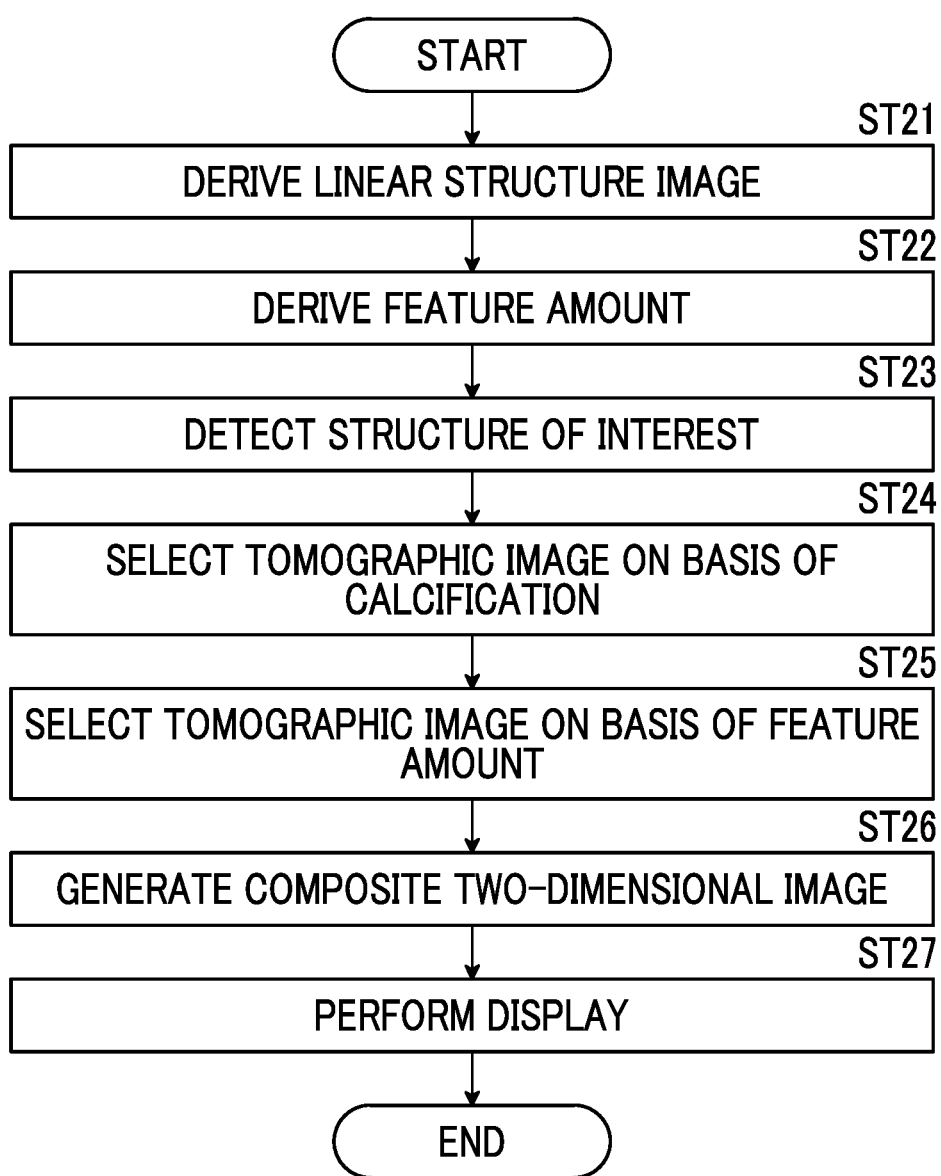 START
ST21
DERIVE LINEAR STRUCTURE IMAGE
ST22
DERIVE FEATURE AMOUNT
ST23
DETECT STRUCTURE OF INTEREST
ST24
SELECT TOMOGRAPHIC IMAGE ON BASIS OF
CALCIFICATION
ST25
SELECT TOMOGRAPHIC IMAGE ON BASIS OF FEATURE
AMOUNT
ST26
GENERATE COMPOSITE TWO-DIMENSIONAL IMAGE
ST27
PERFORM DISPLAY
END